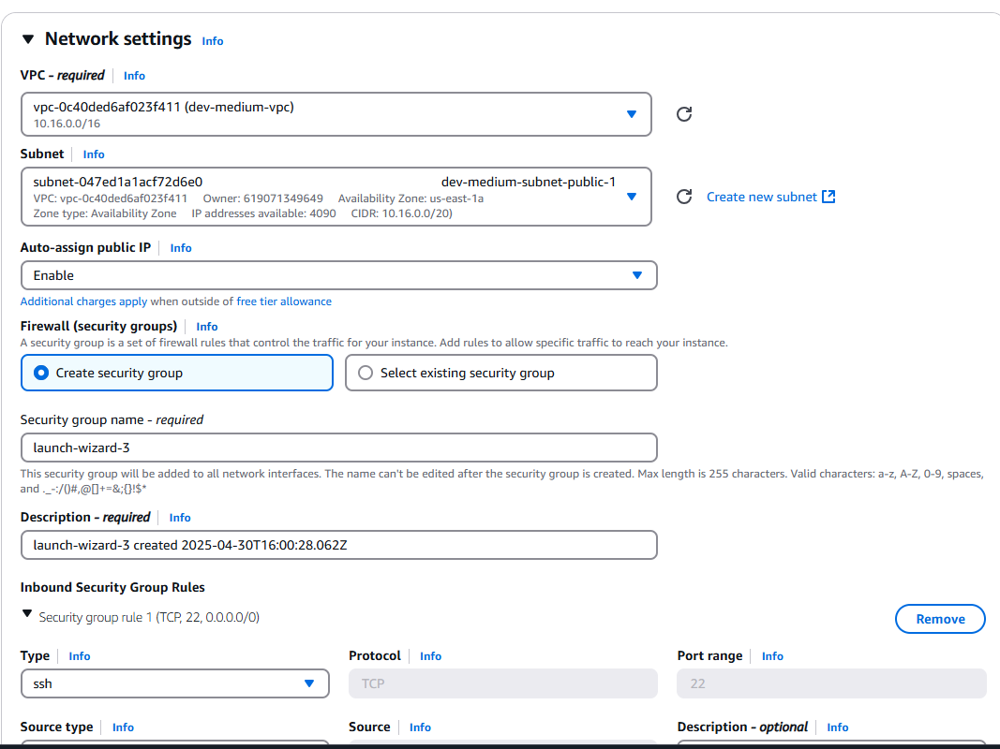 Network settings Info
VPC - required Info
vpc-0c40ded6af023f411 (dev-medium-vpc)
10.16.0.0/16
Subnet Info
subnet-047ed1a1acf72d6e0 dev-medium-subnet-public-1
VPC: vpc-0c40ded6af023f411 Owner: 619071349649 Availability Zone: us-east-1a
Zone type: Availability Zone IP addresses available: 4090 CIDR: 10.16.0.0/20)
Create new subnet
Auto-assign public IP Info
Enable
Additional charges apply when outside of free tier allowance
Firewall (security groups) Info
A security group is a set of firewall rules that control the traffic for your instance. Add rules to allow specific traffic to reach your instance.
Create security group Select existing security group
Security group name - required
launch-wizard-3
This security group will be added to all network interfaces. The name can't be edited after the security group is created. Max length is 255 characters. Valid characters: a-z, A-Z, 0-9, spaces,
and ._-:/()#,@[]+=&;{}!$*
Description - required Info
launch-wizard-3 created 2025-04-30T16:00:28.062Z
Inbound Security Group Rules
Security group rule 1 (TCP, 22, 0.0.0.0/0) Remove
Type Info Protocol Info Port range Info
ssh TCP 22
Source type Info Source Info Description - optional Info